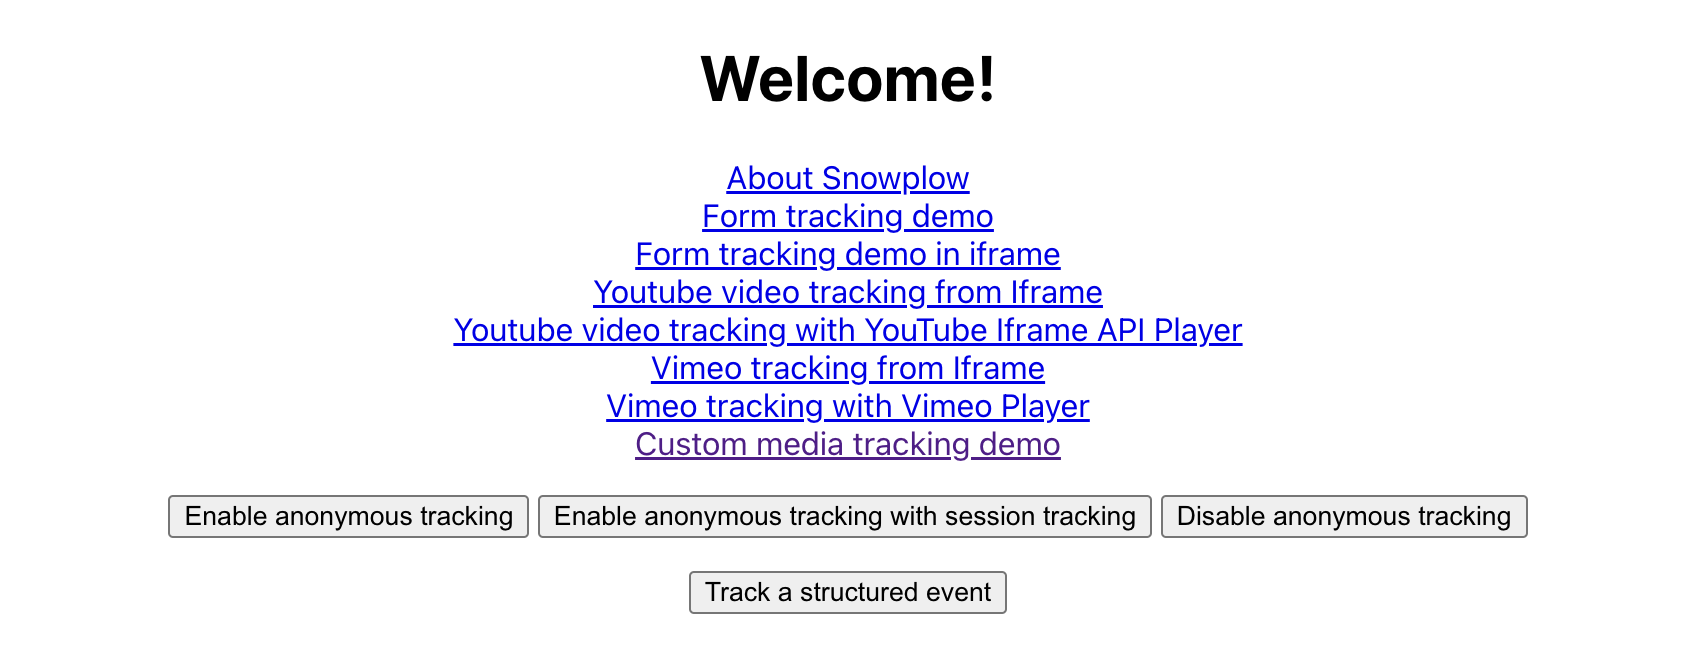 Welcome!
About Snowplow
Form tracking demo
Form tracking demo in iframe
Youtube video tracking from Iframe
Youtube video tracking with YouTube Iframe API Player
Vimeo tracking from Iframe
Vimeo tracking with Vimeo Player
Custom media tracking demo
Enable anonymous tracking Enable anonymous tracking with session tracking Disable anonymous tracking
Track a structured event